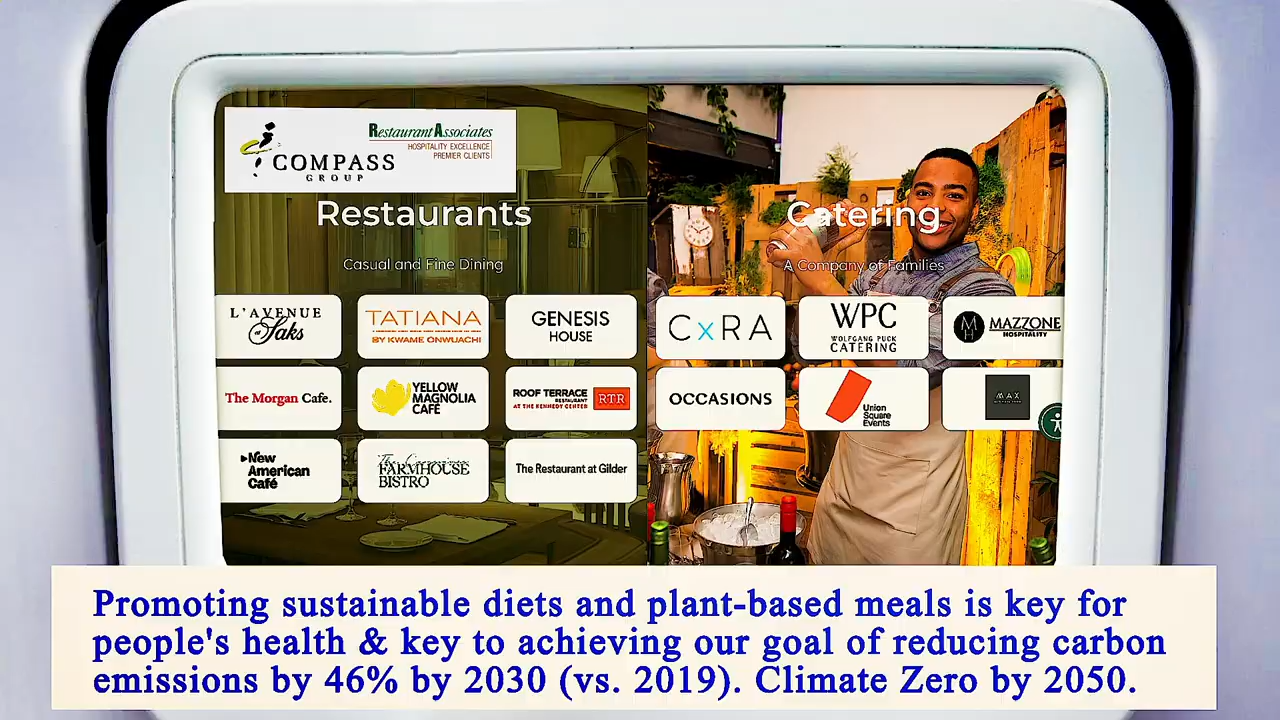 COMPASS
GROUP
Restaurant Associates
HOSPITALITY EXCELLENCE
PREMIER CLIENTS
Restaurants
Casual and Fine Dining
L'AVENUE
Saks
TATIANA
BY KWAME ONWUACHI
GENESIS
HOUSE
The Morgan Cafe.
YELLOW
MAGNOLIA
CAFÉ
ROOF TERRACE
RESTAURANT
AT THE KENNEDY CENTER
RTR
New
American
Café
FARMHOUSE
BISTRO
The Restaurant at Gilder
Catering
A Company of Families
CxRA
WPC
WOLFGANG PUCK
CATERING
MH
MAZZONE
HOSPITALITY
OCCASIONS
Union
Square
Events
MAX
Promoting sustainable diets and plant-based meals is key for
people's health & key to achieving our goal of reducing carbon
emissions by 46% by 2030 (vs. 2019). Climate Zero by 2050.